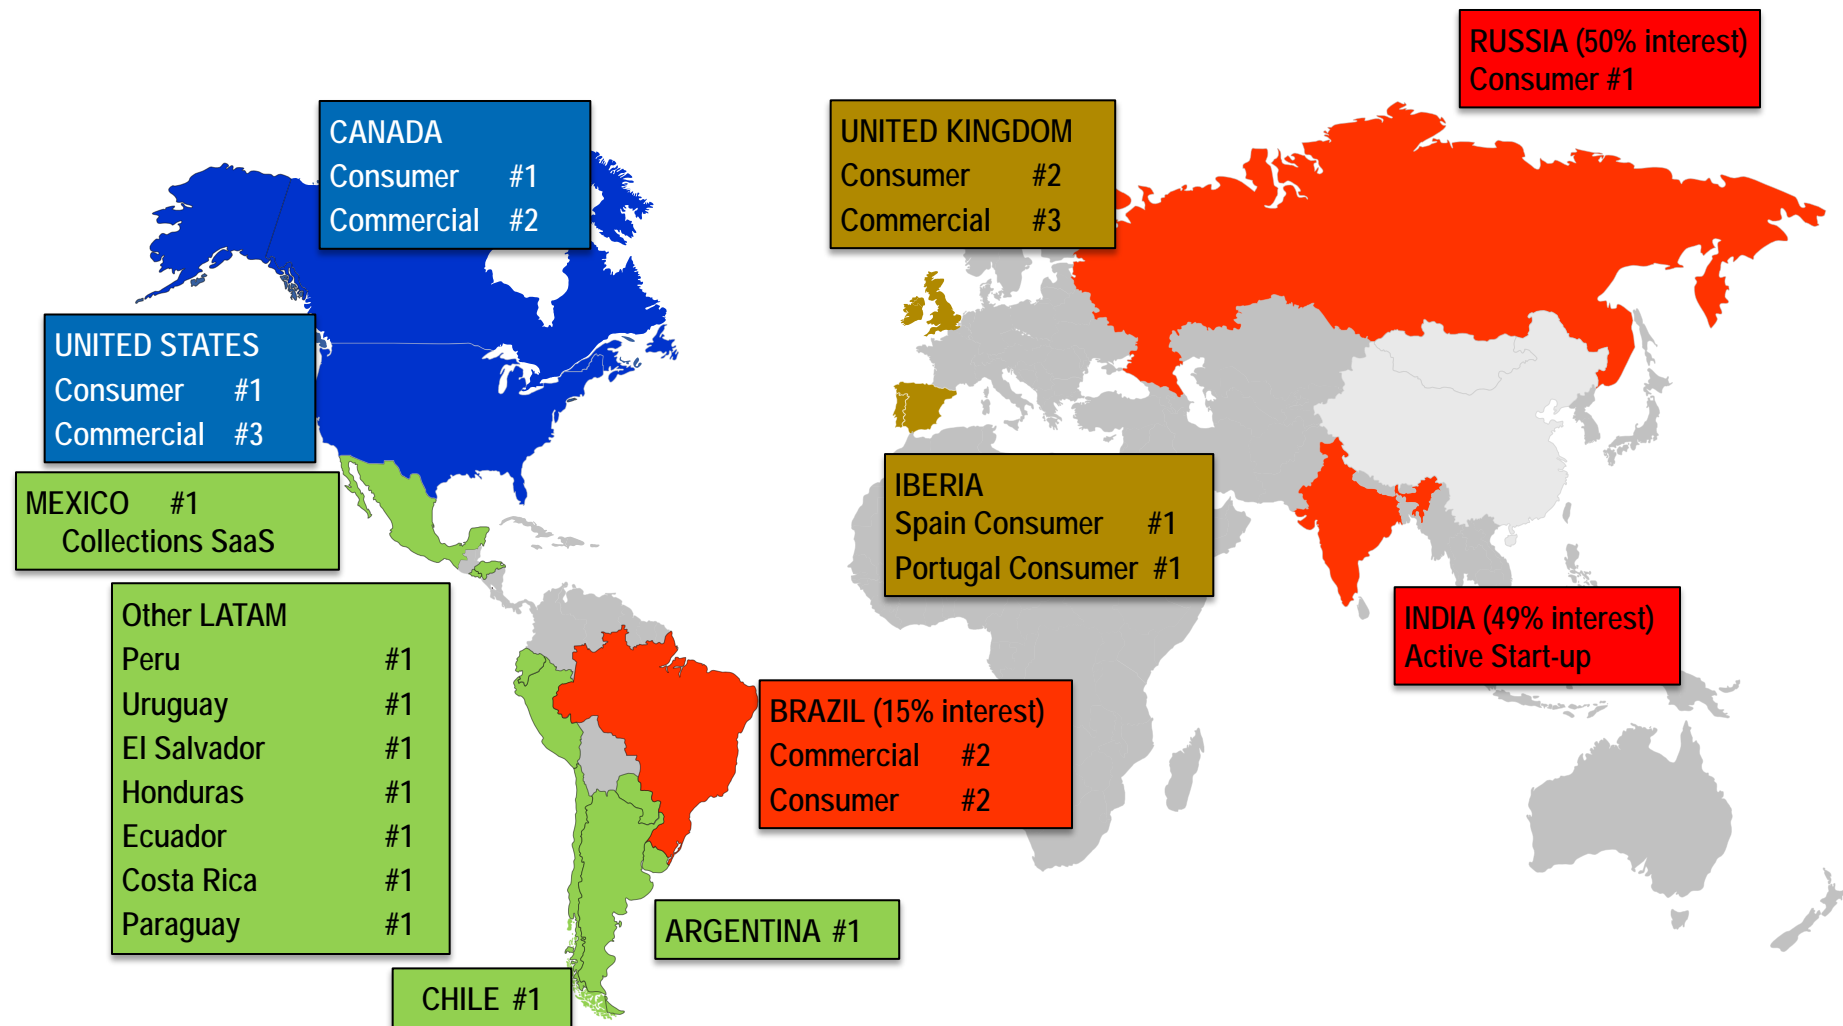 RUSSIA (50% interest)
Consumer #1
CANADA
Consumer #1
Commercial #2
UNITED KINGDOM
Consumer #2
Commercial #3
UNITED STATES
Consumer #1
Commercial #3
MEXICO #1
Collections SaaS
IBERIA
Spain Consumer #1
Portugal Consumer #1
Other LATAM
Peru #1
Uruguay #1
El Salvador #1
Honduras #1
Ecuador #1
Costa Rica #1
Paraguay #1
INDIA (49% interest)
Active Start-up
BRAZIL (15% interest)
Commercial #2
Consumer #2
ARGENTINA #1
CHILE #1